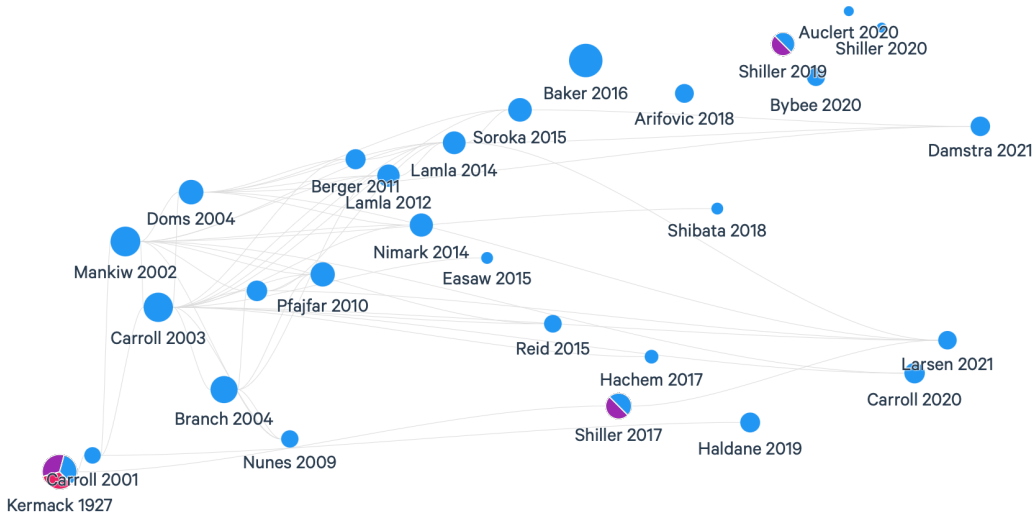 Auclert 2020
Shiller 2020
Shiller 2019
Baker 2016
Bybee 2020
Arifovic 2018
Soroka 2015
Damstra 2021
Lamla 2014
Berger 2011
Lamla 2012
Doms 2004
Shibata 2018
Nimark 2014
Mankiw 2002
Easaw 2015
Pfajfar 2010
Carroll 2003
Reid 2015
Larsen 2021
Hachem 2017
Carroll 2020
Branch 2004
Shiller 2017
Haldane 2019
Nunes 2009
Carroll 2001
Kermack 1927